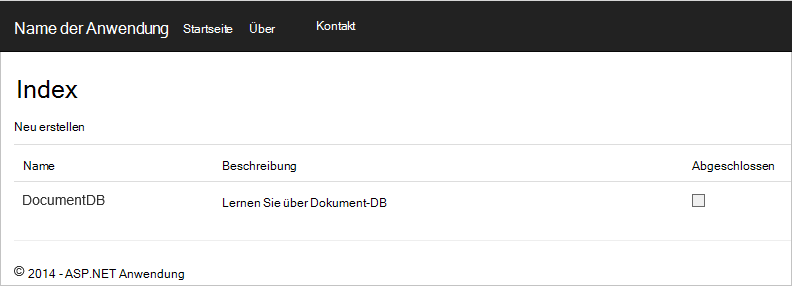 Name der Anwendung Startseite Über Kontakt
Index
Neu erstellen
Name Beschreibung Abgeschlossen
DocumentDB Lernen Sie über Dokument-DB
© 2014 - ASP.NET Anwendung